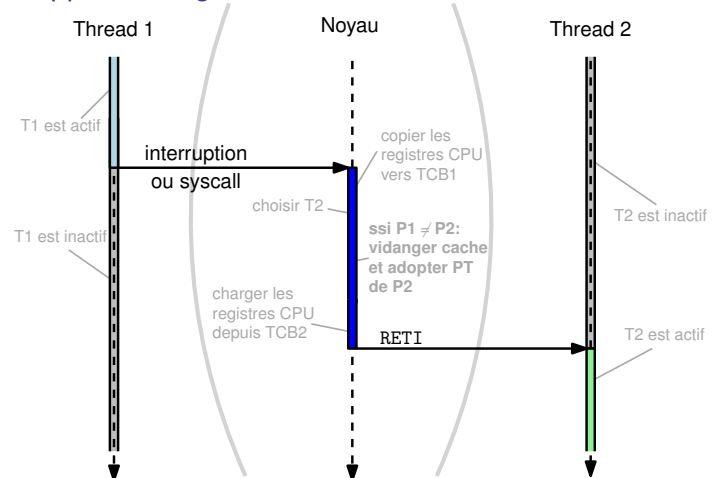 Thread 1
Noyau
Thread 2
T1 est actif
interruption
ou syscall
copier les
registres CPU
vers TCB1
choisir T2
T2 est inactif
T1 est inactif
ssi P1 ≠ P2:
vidanger cache
et adopter PT
de P2
charger les
registres CPU
depuis TCB2
RETI
T2 est actif